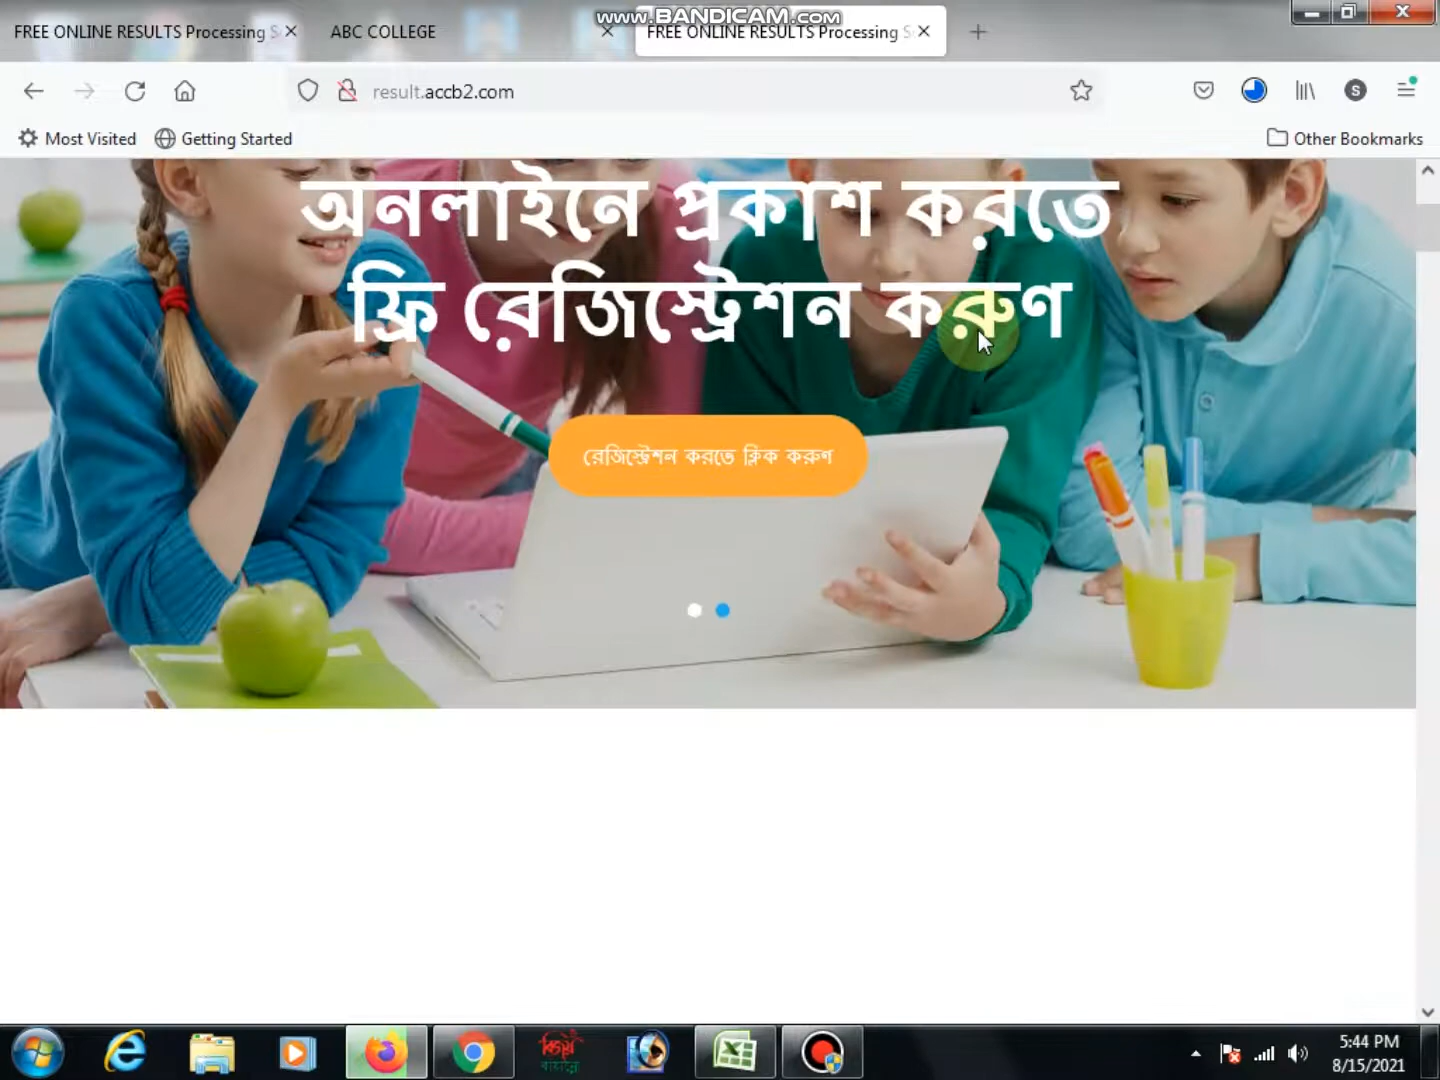 www.BANDICAM.com
FREE ONLINE RESULTS Processing S
ABC COLLEGE
FREE ONLINE RESULTS Processing S
result.accb2.com
S
Most Visited
Getting Started
Other Bookmarks
অনলাইনে প্রকাশ করতে
ফ্রি রেজিস্ট্রেশন করুণ
রেজিস্ট্রেশন করতে ক্লিক করুণ
5:44 PM
8/15/2021